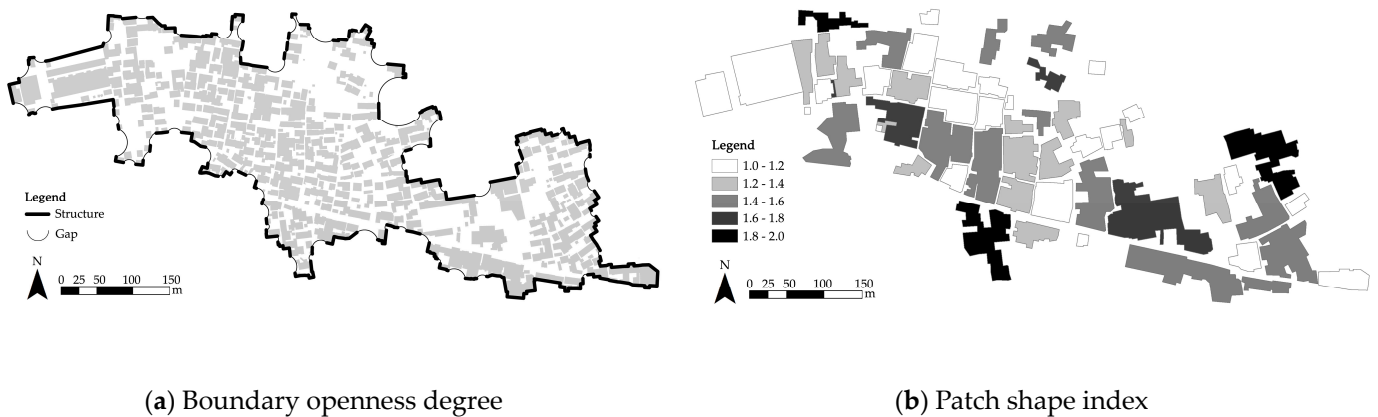 Legend
Structure
Gap
N
0 25 50 100 150
m
(a) Boundary openness degree
Legend
1.0 - 1.2
1.2 - 1.4
1.4 - 1.6
1.6 - 1.8
1.8 - 2.0
N
0 25 50 100 150
m
(b) Patch shape index